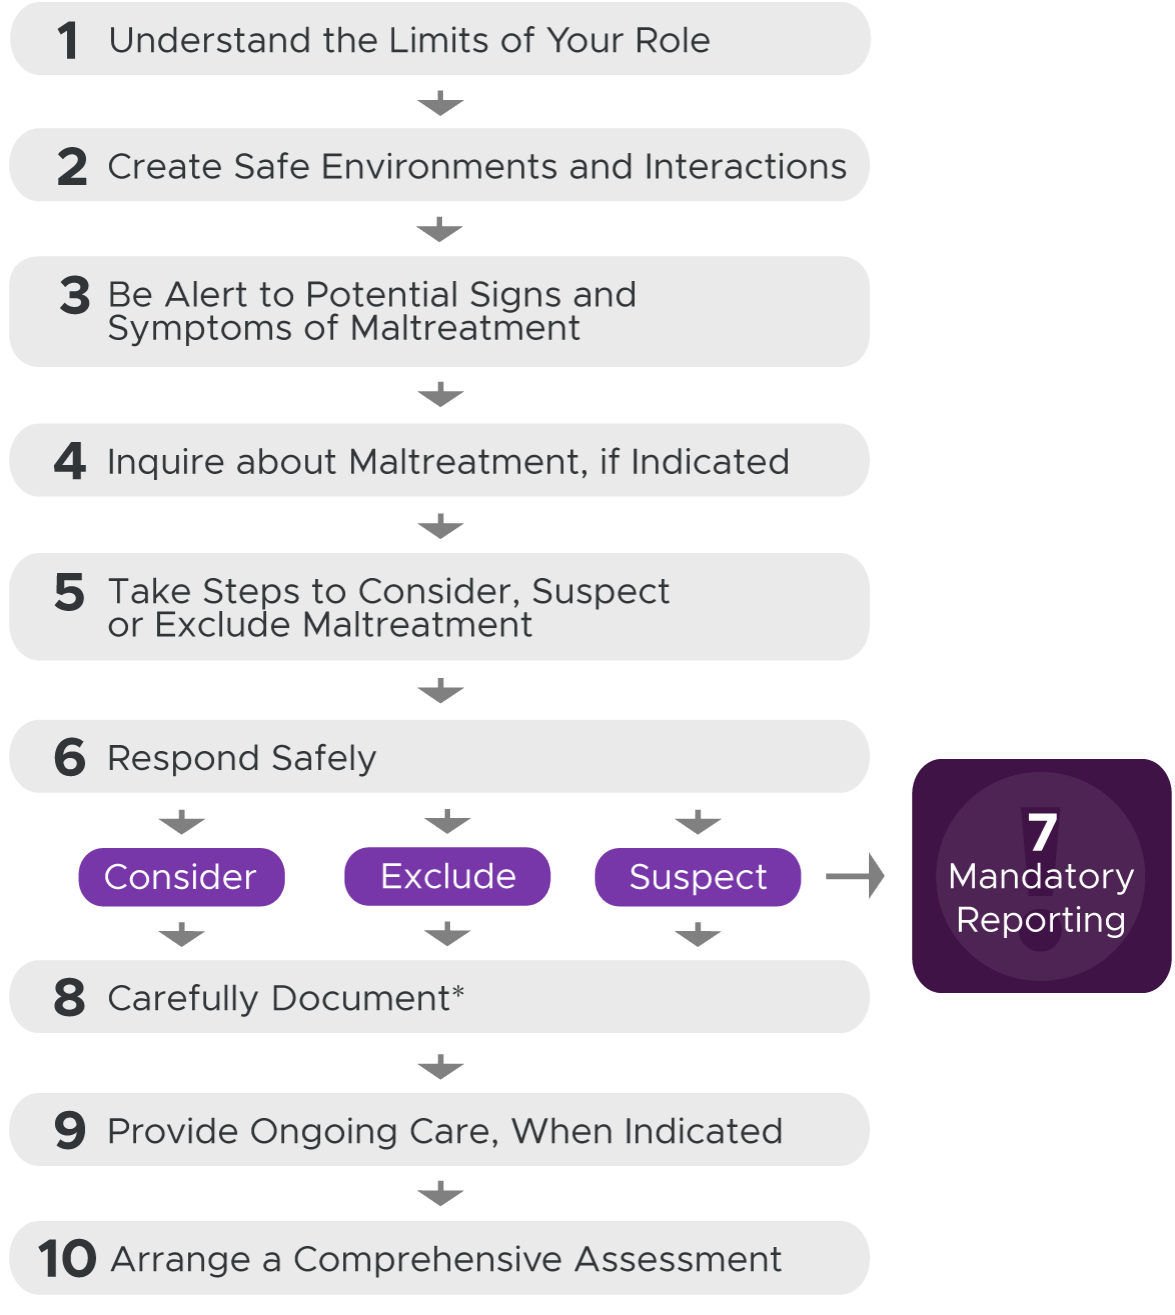 1 Understand the Limits of Your Role
2 Create Safe Environments and Interactions
3 Be Alert to Potential Signs and
Symptoms of Maltreatment
4 Inquire about Maltreatment, if Indicated
5 Take Steps to Consider, Suspect
or Exclude Maltreatment
6 Respond Safely
Consider
Exclude
Suspect
7
Mandatory
Reporting
8 Carefully Document*
9 Provide Ongoing Care, When Indicated
10 Arrange a Comprehensive Assessment